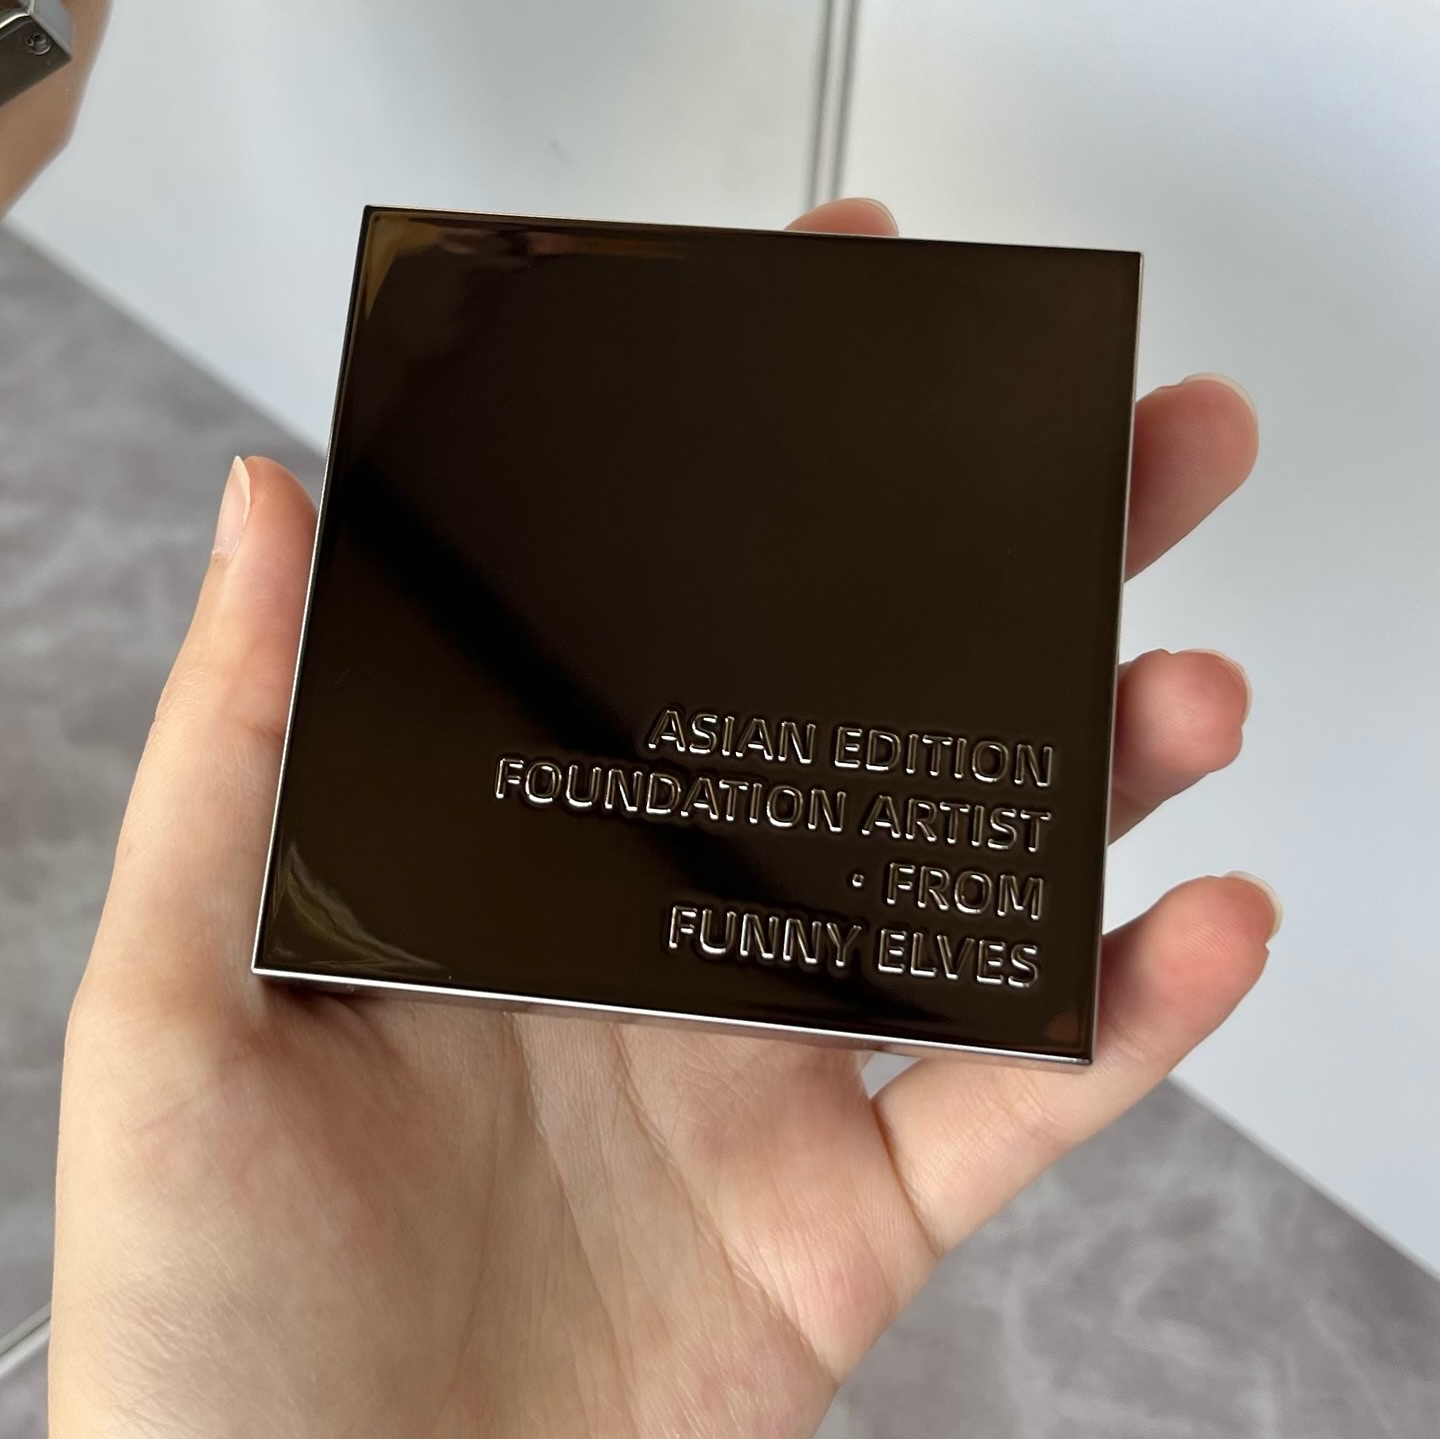 ASIAN EDITION
FOUNDATION ARTIST
· FROM
FUNNY ELVES